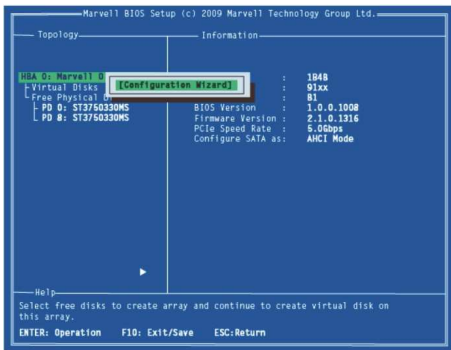 Marvell BIOS Setup (c) 2009 Marvell Technology Group Ltd.
Topology
Information
HBA 0: Marvell 0
Virtual Disks
Free Physical Di
PD 0: ST3750330NS
PD 8: ST3750330NS
[Configuration Wizard]
: 1B4B
: 91xx
: B1
BIOS Version : 1.0.0.1008
Firmware Version : 2.1.0.1316
PCIe Speed Rate : 5.0Gbps
Configure SATA as: AHCI Mode
Help
Select free disks to create array and continue to create virtual disk on
this array.
ENTER: Operation F10: Exit/Save ESC:Return